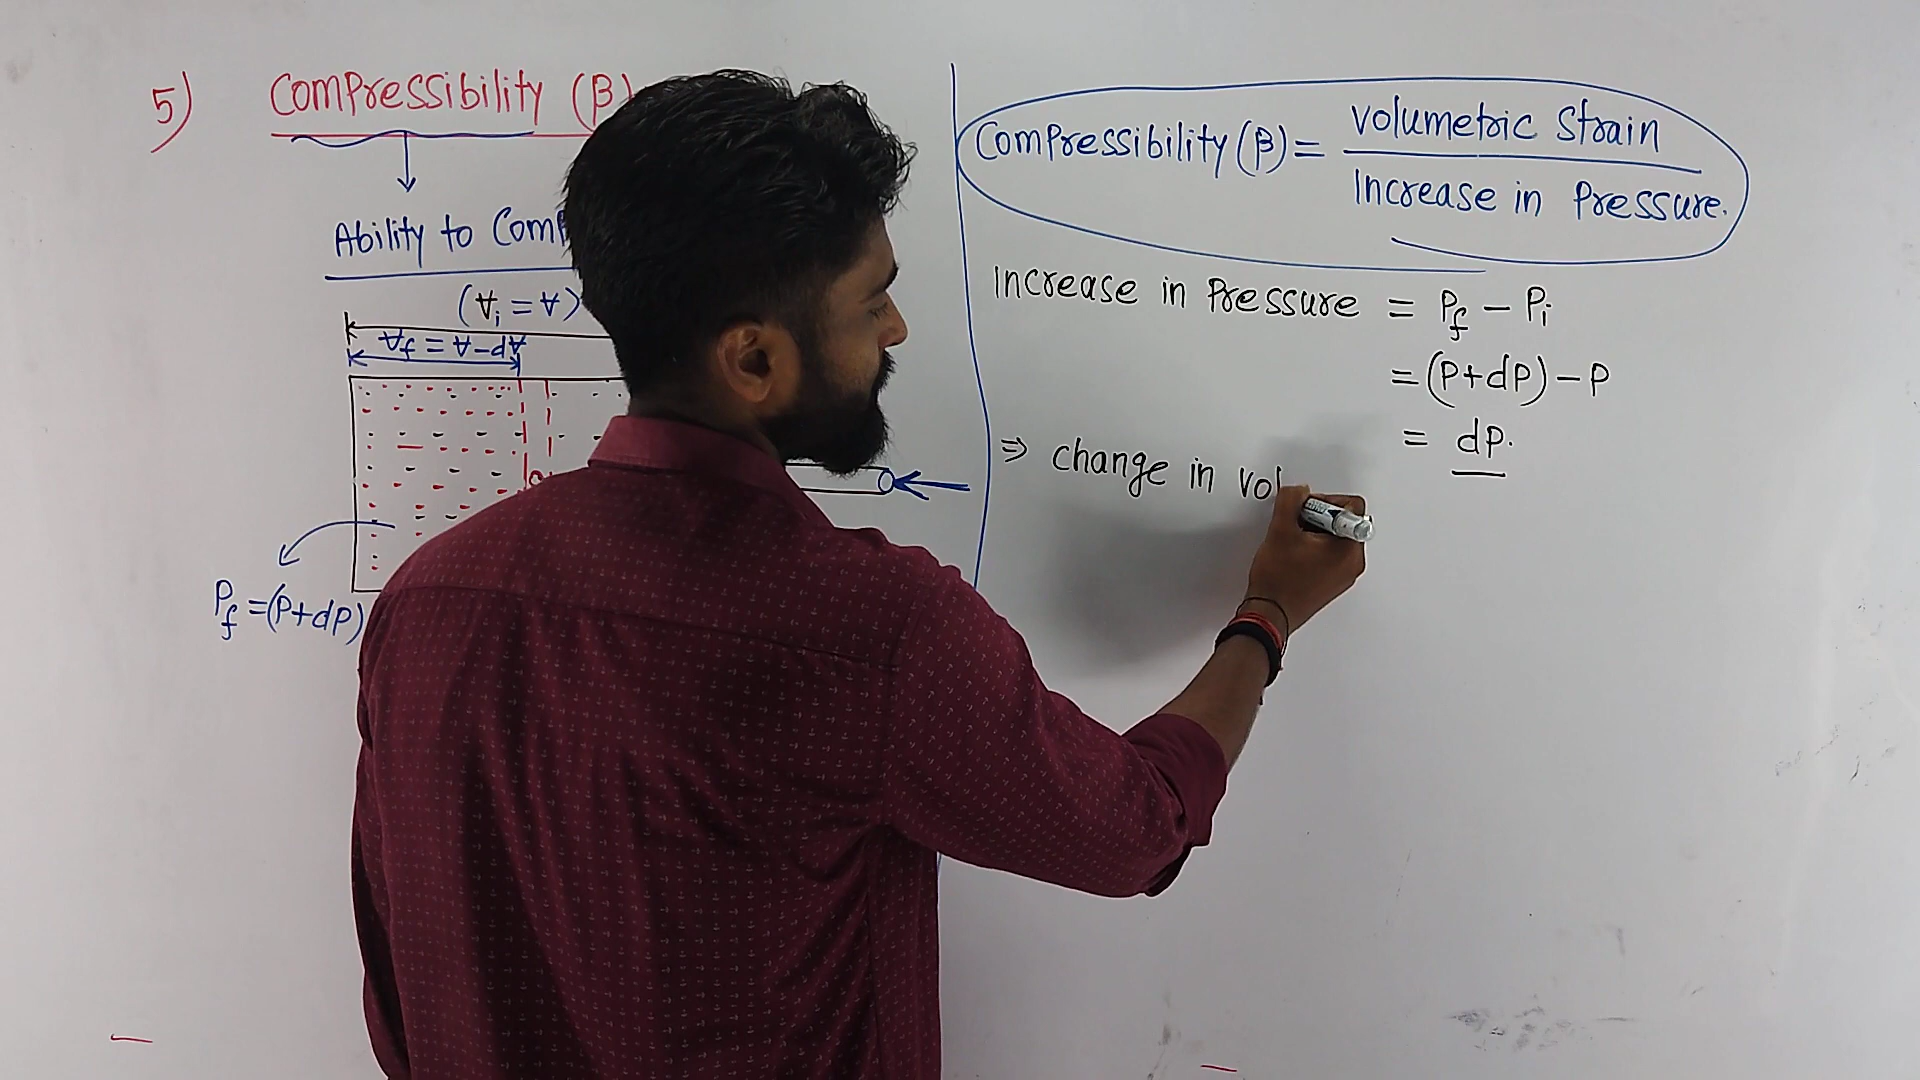 5) Compressibility (β)
Ability to
(∀i = ∀)
∀f = ∀-d∀
Pf =(P+dP)
Compressibility (β) = volumetric Strain
Increase in Pressure.
Increase in Pressure = Pf - Pi
=(P+dP)-P
= dP.
⇒ change in vol